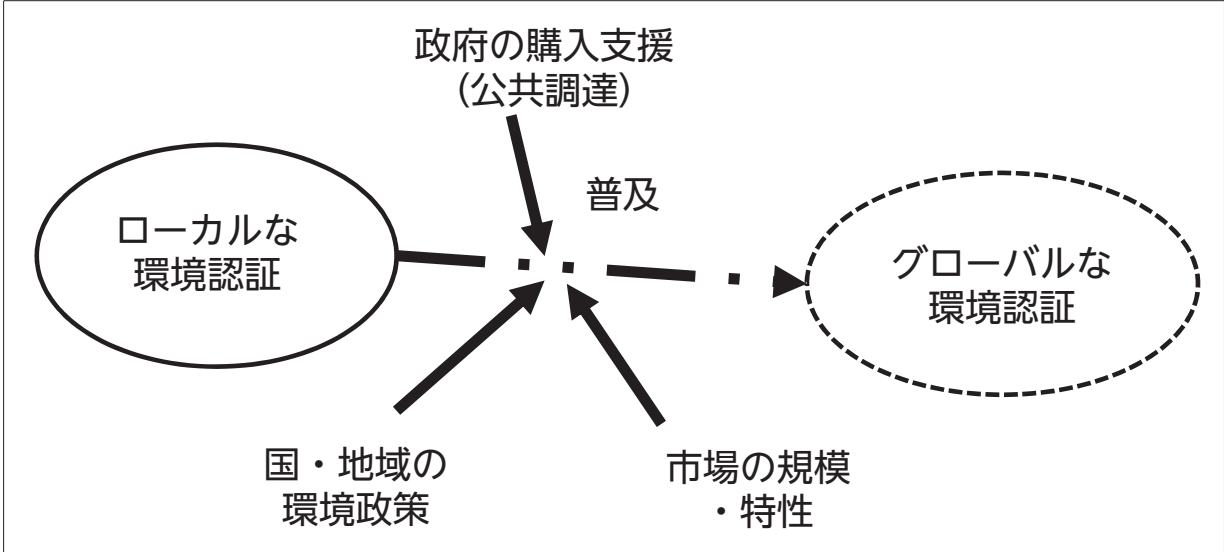 政府の購入支援
(公共調達)
普及
ローカルな
環境認証
グローバルな
環境認証
国・地域の
環境政策
市場の規模
・特性